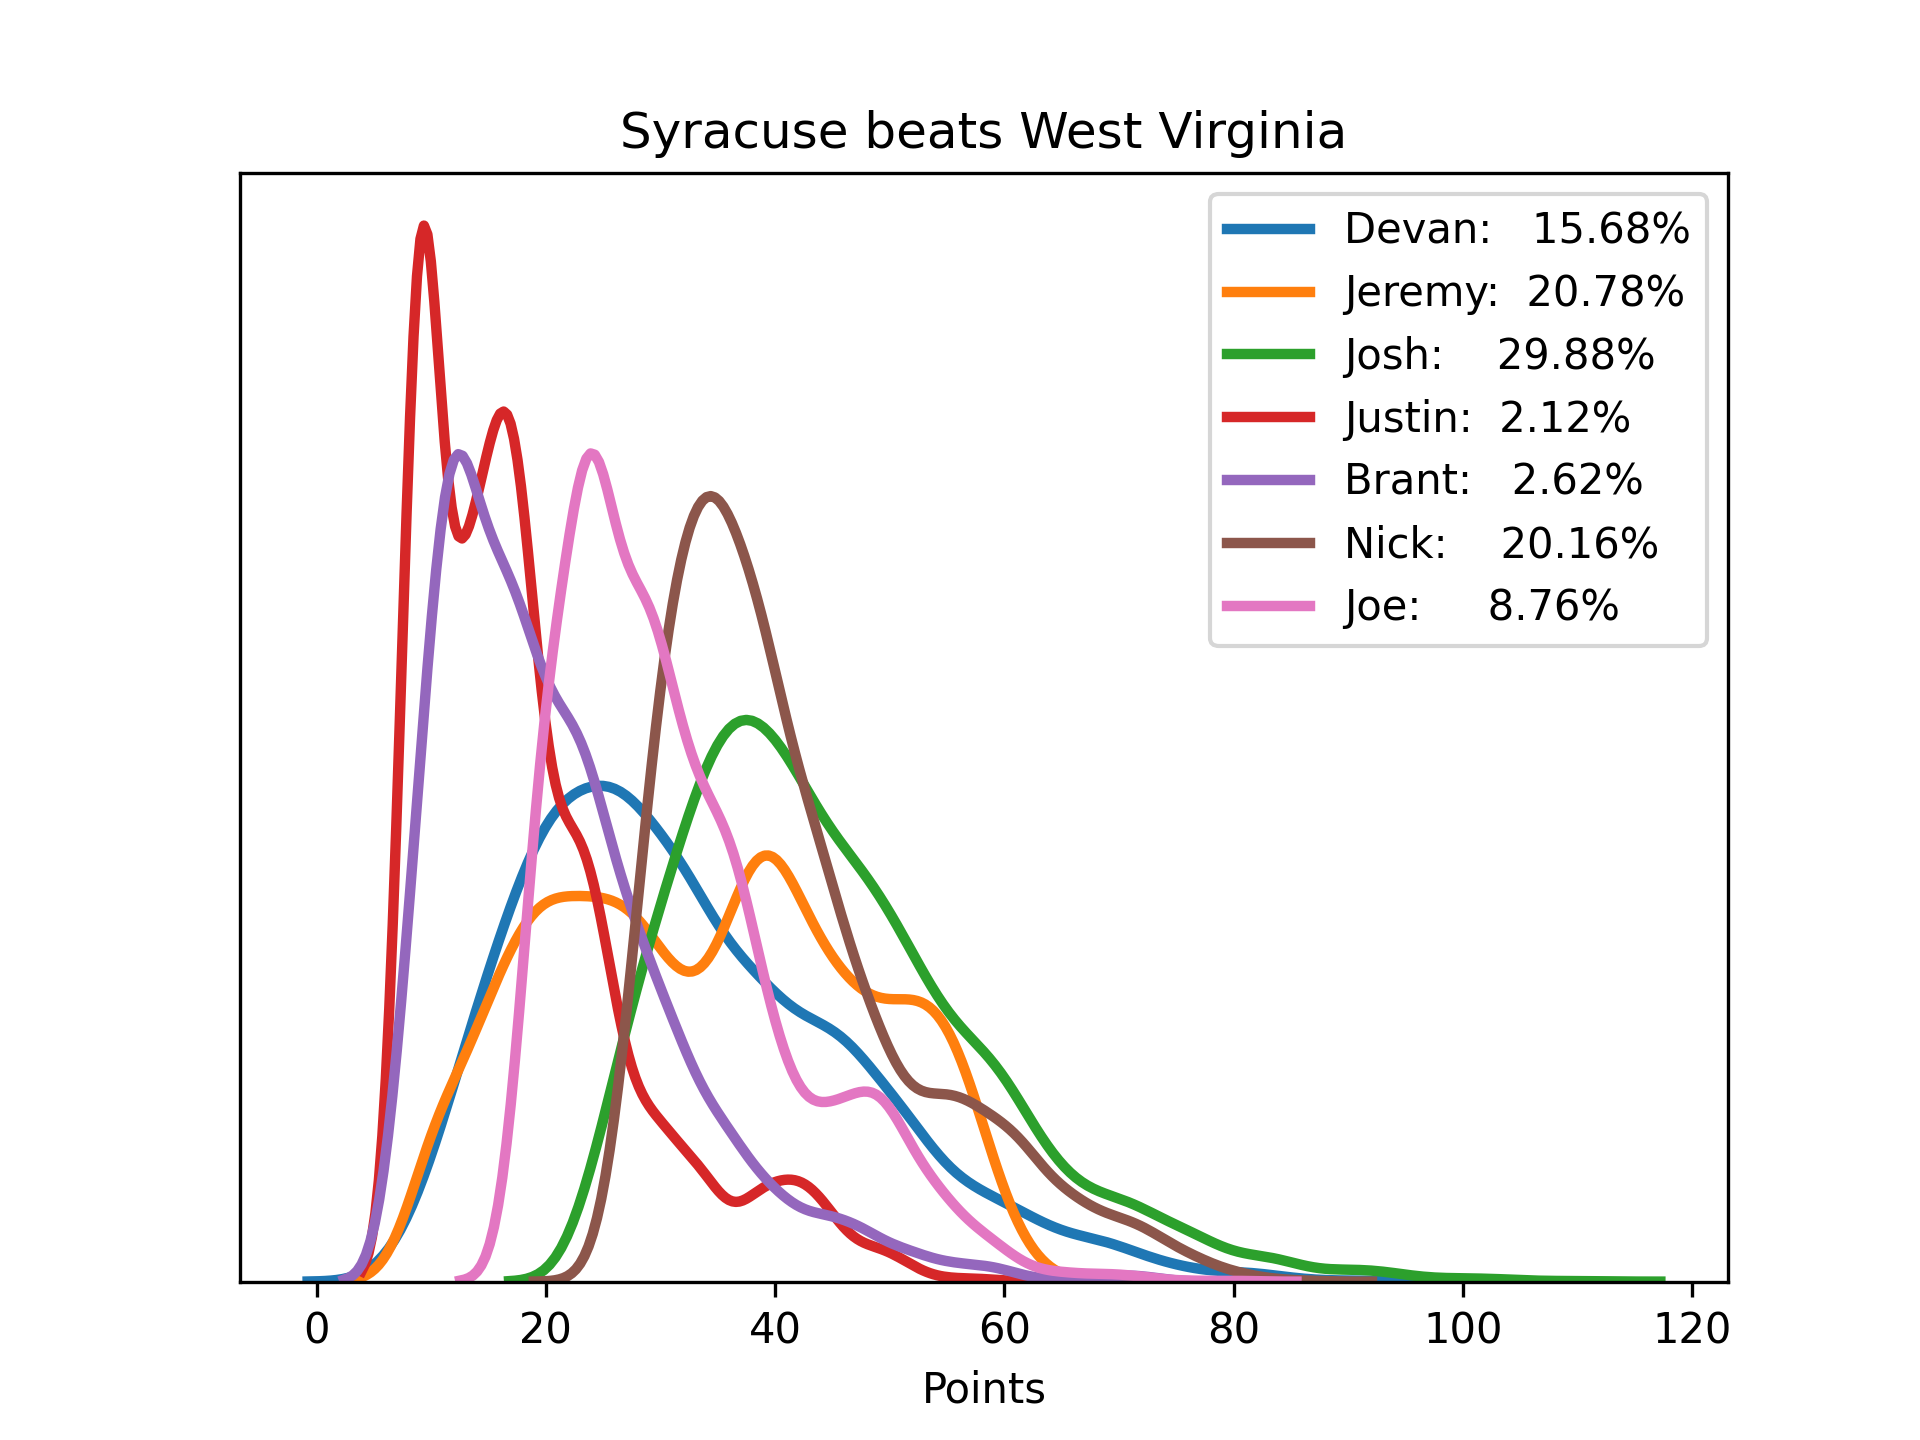 Syracuse beats West Virginia
Devan: 15.68%
Jeremy: 20.78%
Josh: 29.88%
Justin: 2.12%
Brant: 2.62%
Nick: 20.16%
Joe: 8.76%
0 20 40 60 80 100 120
Points